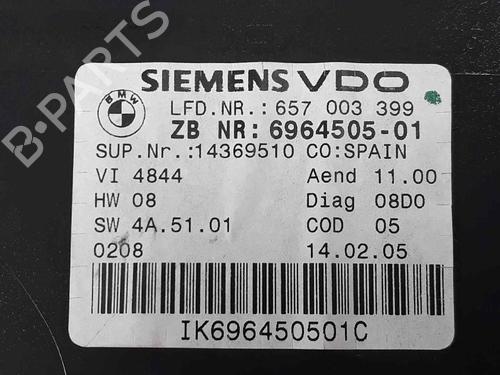 B-PARTS
BMW
SIEMENS VDO
LFD.NR.: 657 003 399
ZB NR: 6964505-01
SUP.Nr.:14369510 CO:SPAIN
VI 4844 Aend 11.00
HW 08 Diag 08D0
SW 4A.51.01 COD 05
0208 14.02.05
IK696450501C